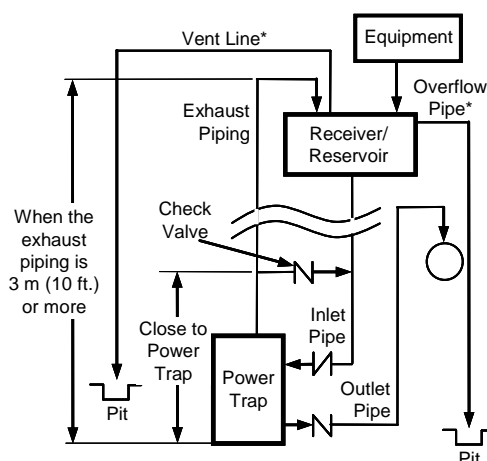 Vent Line*
Equipment
Exhaust
Piping
Overflow
Pipe*
Receiver/
Reservoir
When the
exhaust
piping is
3 m (10 ft.)
or more
Check
Valve
Close to
Power
Trap
Inlet
Pipe
Power
Trap
Outlet
Pipe
Pit
Pit